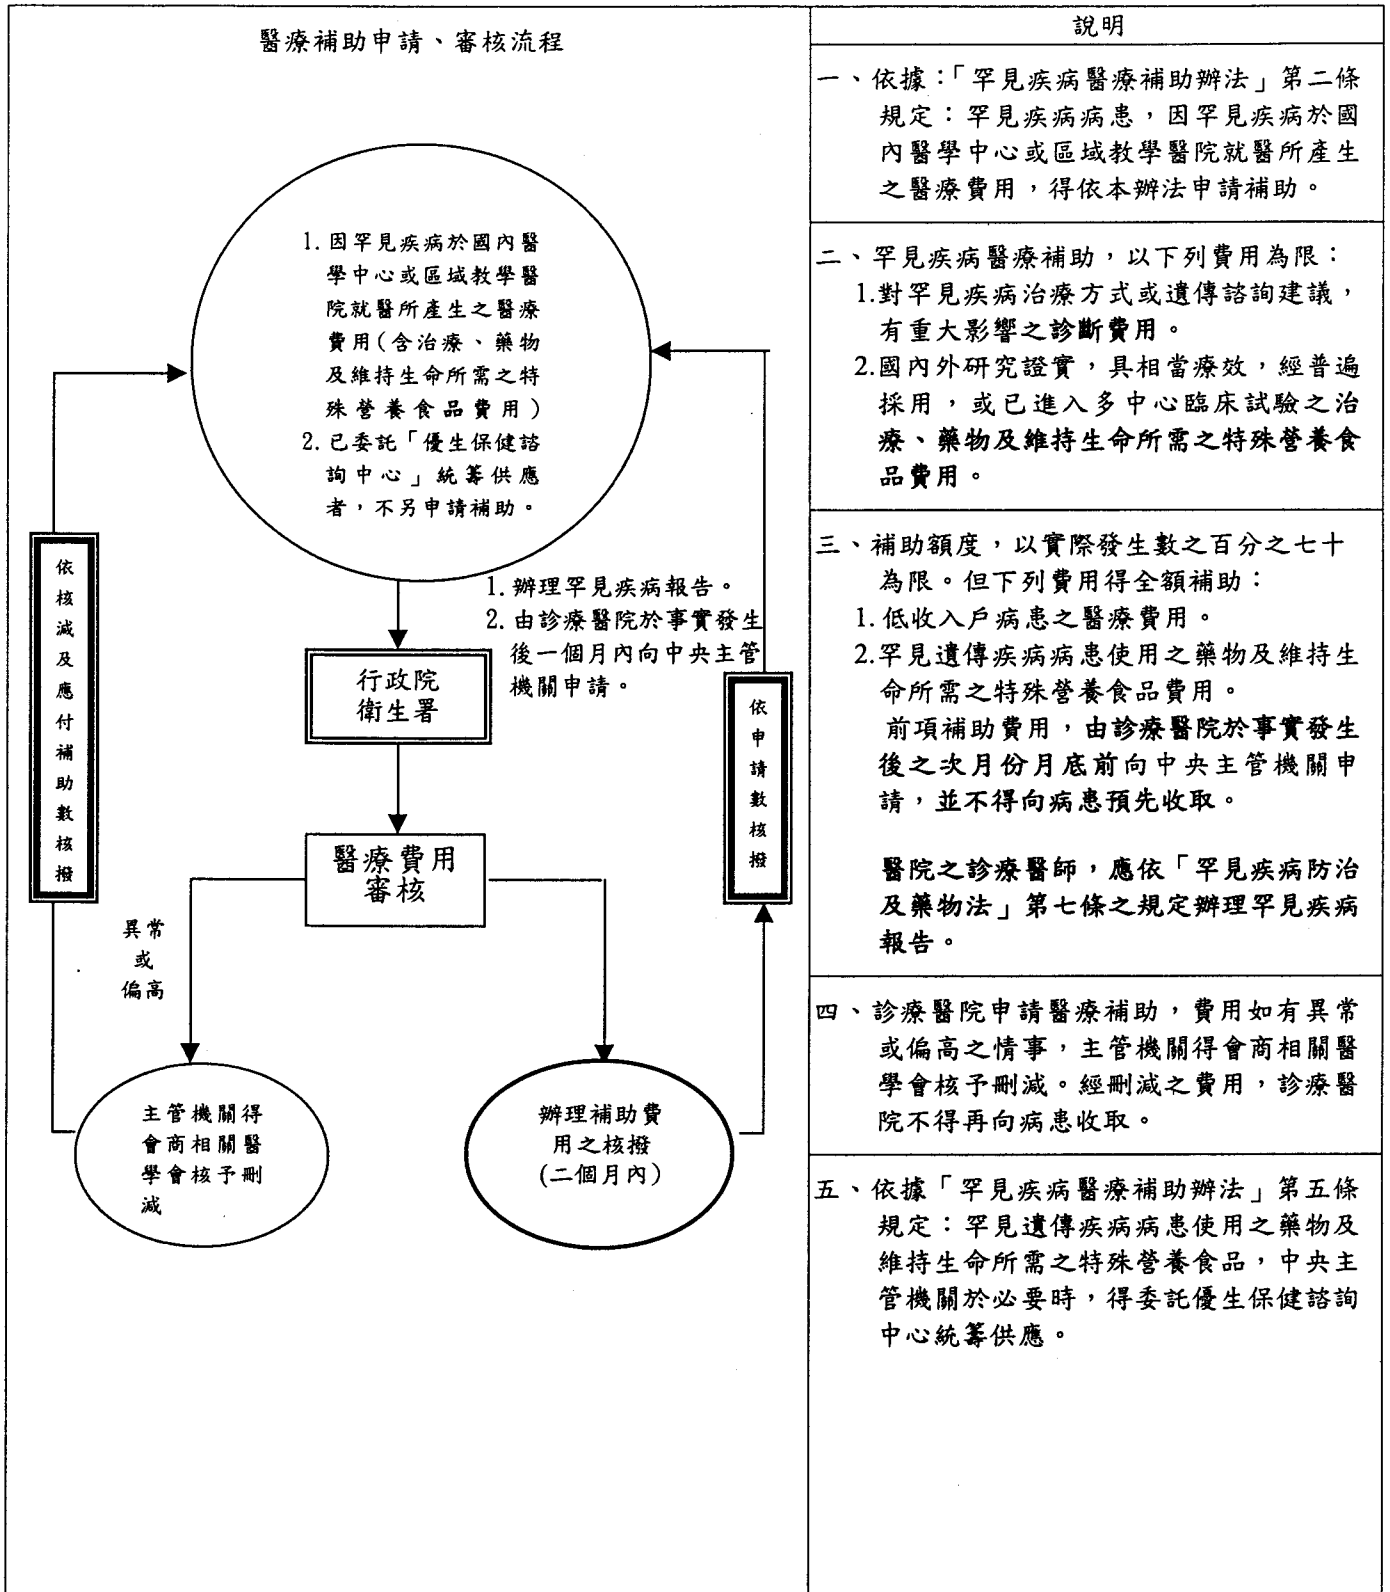 醫療補助申請、審核流程
1. 因罕見疾病於國內醫
學中心或區域教學醫
院就醫所產生之醫療
費用(含治療、藥物
及維持生命所需之特
殊營養食品費用)
2. 已委託「優生保健諮
詢中心」統籌供應
者，不另申請補助。
1. 辦理罕見疾病報告。
2. 由診療醫院於事實發生
後一個月內向中央主管
機關申請。
行政院
衛生署
醫療費用
審核
異常
或
偏高
主管機關得
會商相關醫
學會核予刪
減
依核減及應付補助數核撥
辦理補助費
用之核撥
(二個月內)
依申請數核撥
說明
一、依據：「罕見疾病醫療補助辦法」第二條
規定：罕見疾病病患，因罕見疾病於國
內醫學中心或區域教學醫院就醫所產生
之醫療費用，得依本辦法申請補助。
二、罕見疾病醫療補助，以下列費用為限：
1.對罕見疾病治療方式或遺傳諮詢建議，
有重大影響之診斷費用。
2.國內外研究證實，具相當療效，經普遍
採用，或已進入多中心臨床試驗之治
療、藥物及維持生命所需之特殊營養食
品費用。
三、補助額度，以實際發生數之百分之七十
為限。但下列費用得全額補助：
1.低收入戶病患之醫療費用。
2.罕見遺傳疾病病患使用之藥物及維持生
命所需之特殊營養食品費用。
前項補助費用，由診療醫院於事實發生
後之次月份月底前向中央主管機關申
請，並不得向病患預先收取。
醫院之診療醫師，應依「罕見疾病防治
及藥物法」第七條之規定辦理罕見疾病
報告。
四、診療醫院申請醫療補助，費用如有異常
或偏高之情事，主管機關得會商相關醫
學會核予刪減。經刪減之費用，診療醫
院不得再向病患收取。
五、依據「罕見疾病醫療補助辦法」第五條
規定：罕見遺傳疾病病患使用之藥物及
維持生命所需之特殊營養食品，中央主
管機關於必要時，得委託優生保健諮詢
中心統籌供應。